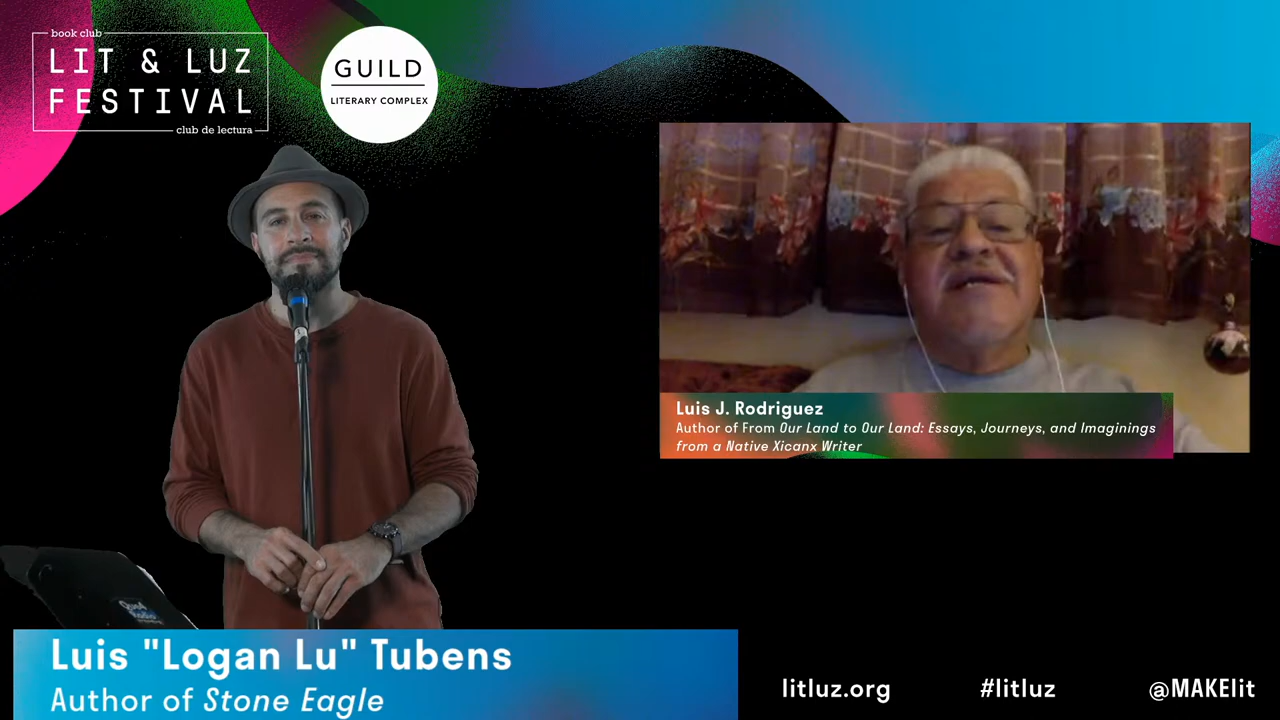 book club
LIT & LUZ
FESTIVAL
club de lectura
GUILD
LITERARY COMPLEX
Luis J. Rodriguez
Author of From Our Land to Our Land: Essays, Journeys, and Imaginings
from a Native Xicanx Writer
Luis "Logan Lu" Tubens
Author of Stone Eagle
litluz.org
#litluz
@MAKElit